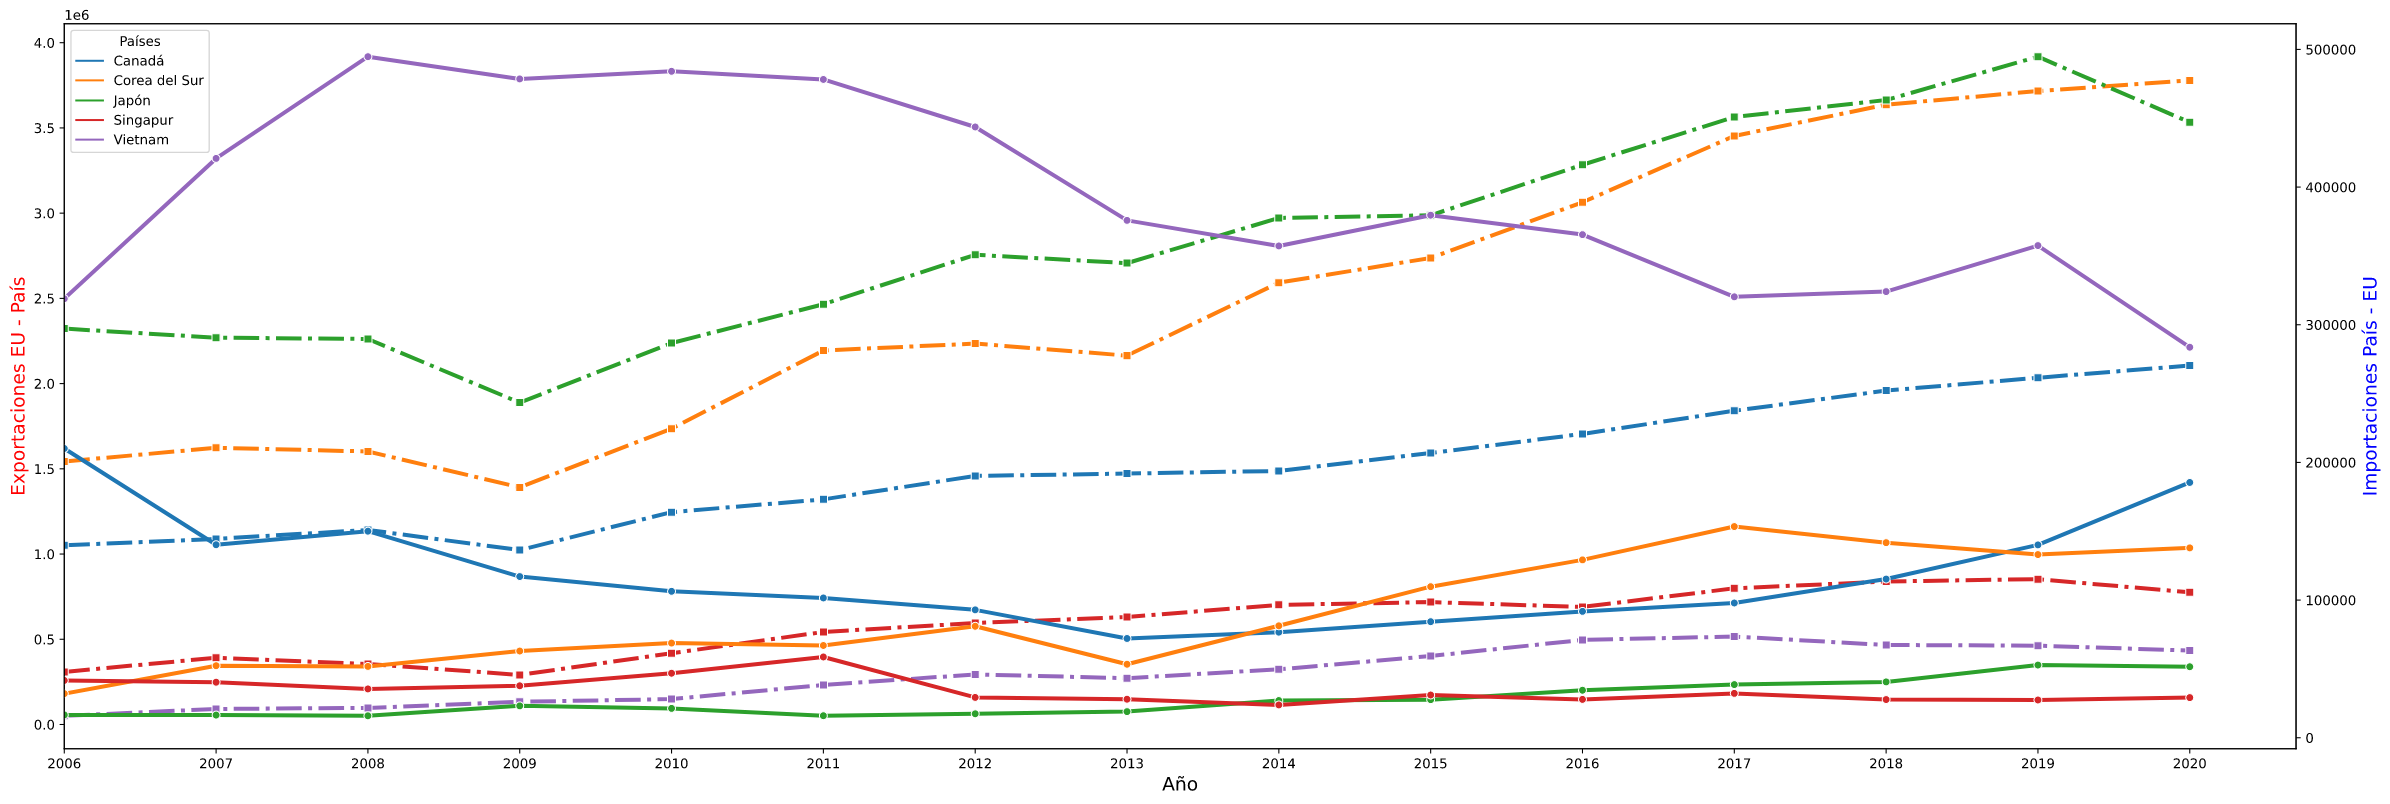 1e6
4.0
3.5
3.0
2.5
2.0
1.5
1.0
0.5
0.0
Exportaciones EU - País
Países
Canadá
Corea del Sur
Japón
Singapur
Vietnam
500000
400000
300000
200000
100000
0
Importaciones País - EU
2006 2007 2008 2009 2010 2011 2012 2013 2014 2015 2016 2017 2018 2019 2020
Año